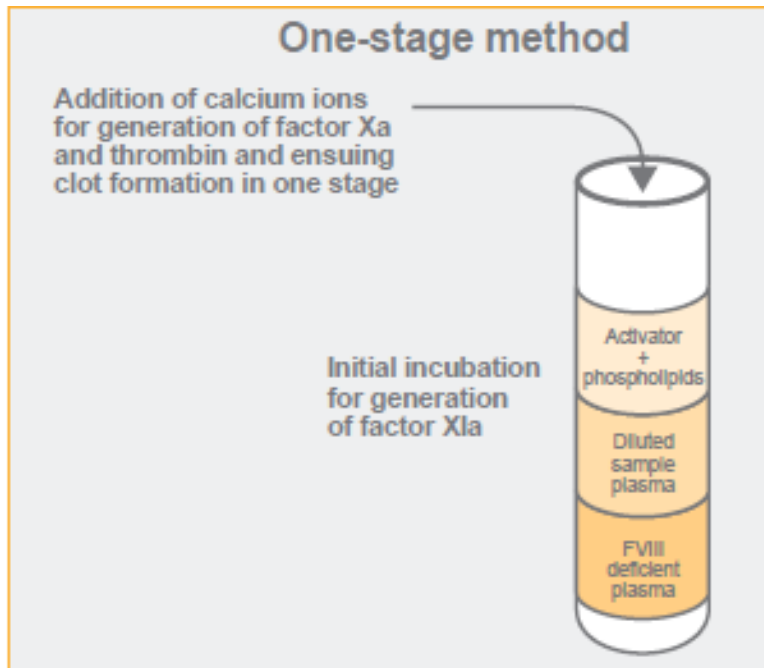 One-stage method
Addition of calcium ions
for generation of factor Xa
and thrombin and ensuing
clot formation in one stage
Initial incubation
for generation
of factor XIa
Activator
+
phospholipids
Diluted
sample
plasma
FVIII
deficient
plasma